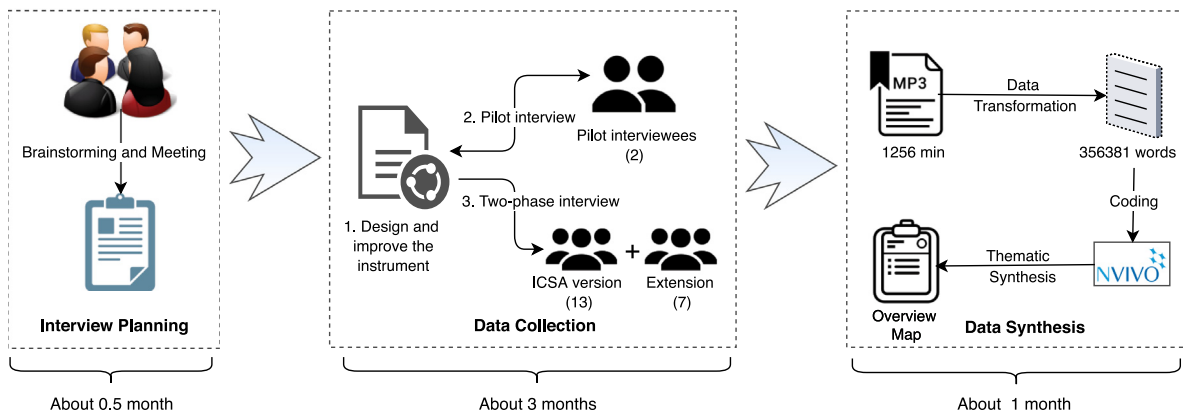 Brainstorming and Meeting
Interview Planning
About 0.5 month
2. Pilot interview
Pilot interviewees
(2)
3. Two-phase interview
1. Design and
improve the
instrument
ICSA version
(13)
+
Extension
(7)
Data Collection
About 3 months
MP3
1256 min
Data
Transformation
356381 words
Coding
NVIVO
Thematic
Synthesis
Overview
Map
Data Synthesis
About 1 month